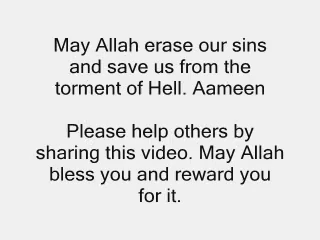 May Allah erase our sins
and save us from the
torment of Hell. Aameen
Please help others by
sharing this video. May Allah
bless you and reward you
for it.